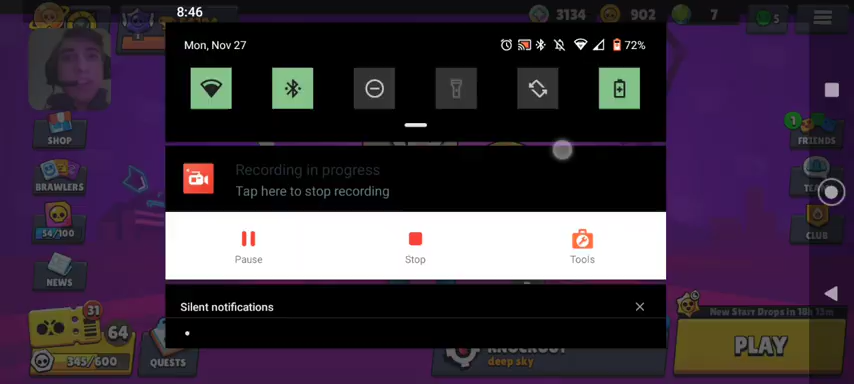 8:46
3134
902
7
5
Mon, Nov 27
72%
SHOP
1
FRIENDS
Recording in progress
Tap here to stop recording
BRAWLERS
54/100
CLUB
Pause
Stop
Tools
NEWS
Silent notifications
31
64
345/600
QUESTS
KNOCKOUT
deep sky
New Starr Drops in 18h 13m
PLAY